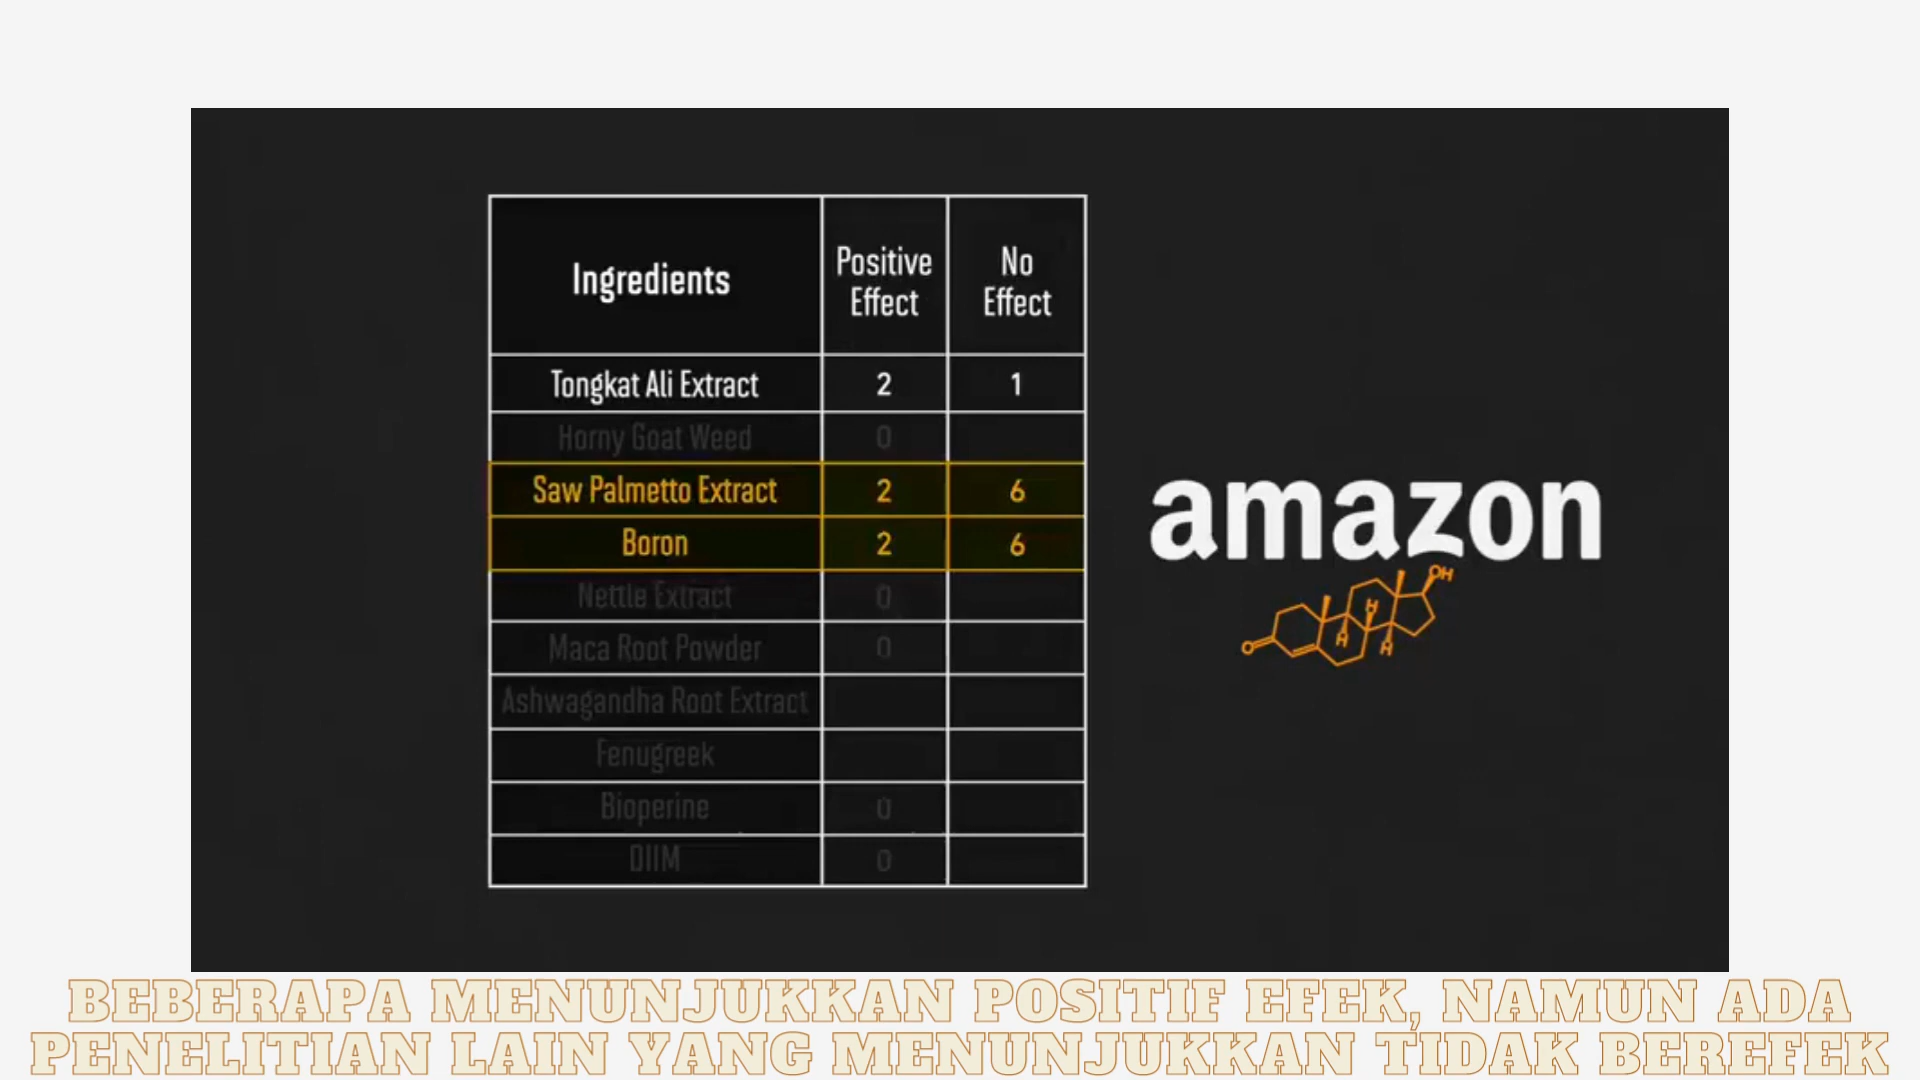 Ingredients Positive Effect No Effect
Tongkat Ali Extract 2 1
Horny Goat Weed 0
Saw Palmetto Extract 2 6
Boron 2 6
Nettle Extract 0
Maca Root Powder 0
Ashwagandha Root Extract
Fenugreek
Bioperine 0
DIIM 0
amazon
OH
H
H
H
O
BEBERAPA MENUNJUKKAN POSITIF EFEK, NAMUN ADA
PENELITIAN LAIN YANG MENUNJUKKAN TIDAK BEREFEK